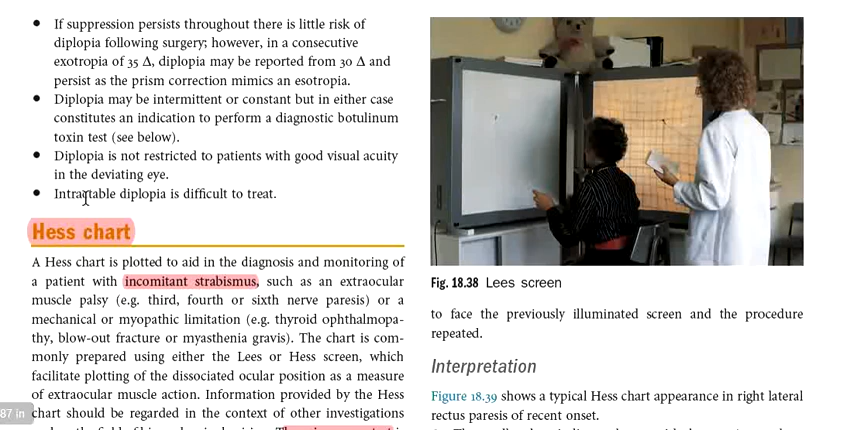 • If suppression persists throughout there is little risk of
diplopia following surgery; however, in a consecutive
exotropia of 35 Δ, diplopia may be reported from 30 Δ and
persist as the prism correction mimics an esotropia.
• Diplopia may be intermittent or constant but in either case
constitutes an indication to perform a diagnostic botulinum
toxin test (see below).
• Diplopia is not restricted to patients with good visual acuity
in the deviating eye.
• Intractable diplopia is difficult to treat.
Hess chart
A Hess chart is plotted to aid in the diagnosis and monitoring of
a patient with incomitant strabismus, such as an extraocular
muscle palsy (e.g. third, fourth or sixth nerve paresis) or a
mechanical or myopathic limitation (e.g. thyroid ophthalmopa-
thy, blow-out fracture or myasthenia gravis). The chart is com-
monly prepared using either the Lees or Hess screen, which
facilitate plotting of the dissociated ocular position as a measure
of extraocular muscle action. Information provided by the Hess
chart should be regarded in the context of other investigations
87 in
Fig. 18.38 Lees screen
to face the previously illuminated screen and the procedure
repeated.
Interpretation
Figure 18.39 shows a typical Hess chart appearance in right lateral
rectus paresis of recent onset.